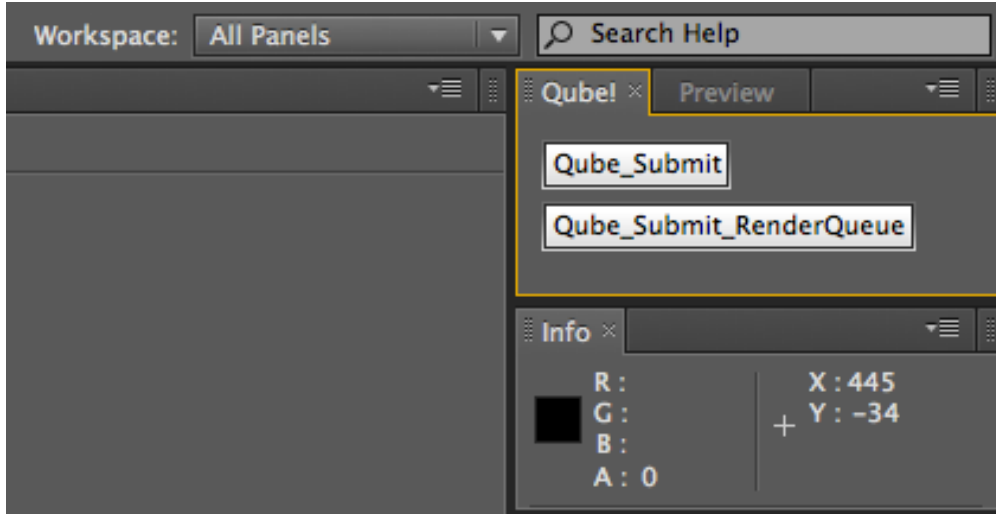 Workspace: All Panels Search Help
Qube! Preview
Qube_Submit
Qube_Submit_RenderQueue
Info
R :
G :
B :
A : 0
X : 445
Y : -34